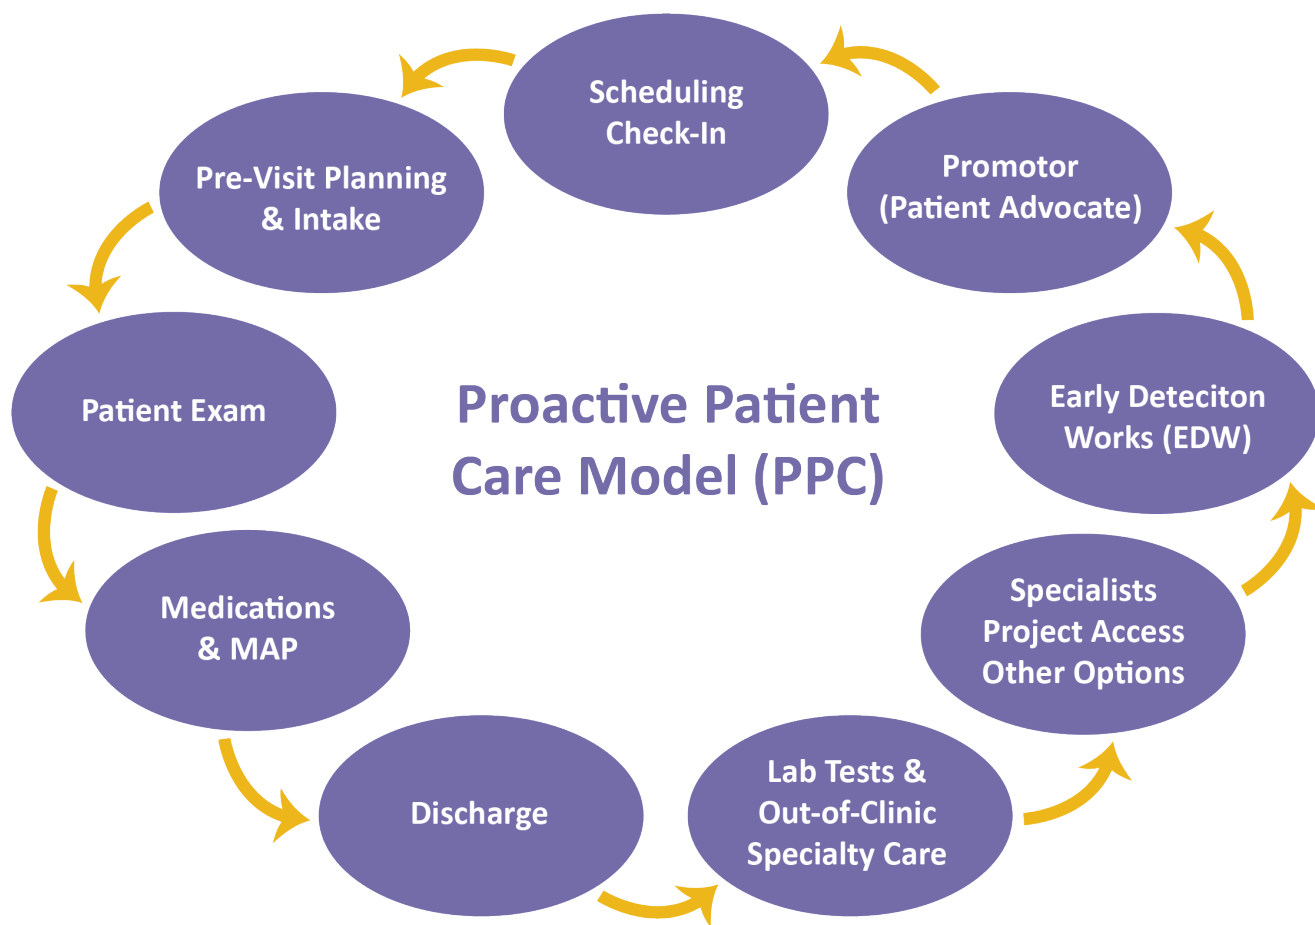 Scheduling
Check-In
Pre-Visit Planning
& Intake
Patient Exam
Medications
& MAP
Discharge
Lab Tests &
Out-of-Clinic
Specialty Care
Specialists
Project Access
Other Options
Early Deteciton
Works (EDW)
Promotor
(Patient Advocate)
Proactive Patient
Care Model (PPC)